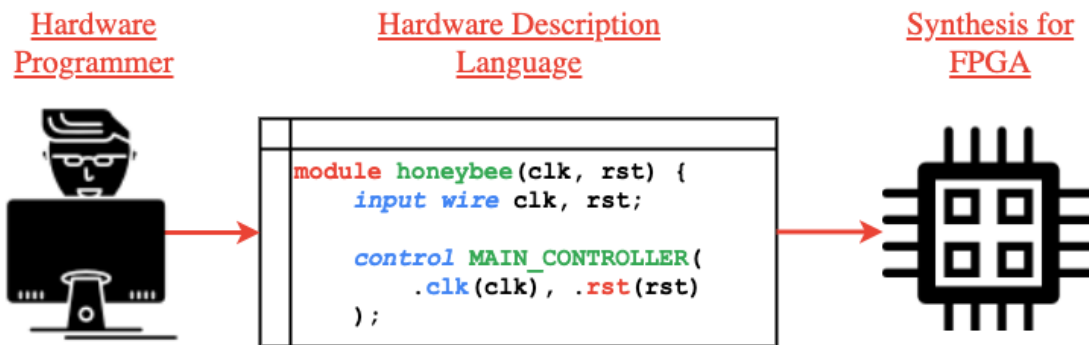 Hardware
Programmer
Hardware Description
Language
Synthesis for
FPGA
module honeybee(clk, rst) {
input wire clk, rst;
control MAIN_CONTROLLER(
.clk(clk), .rst(rst)
);